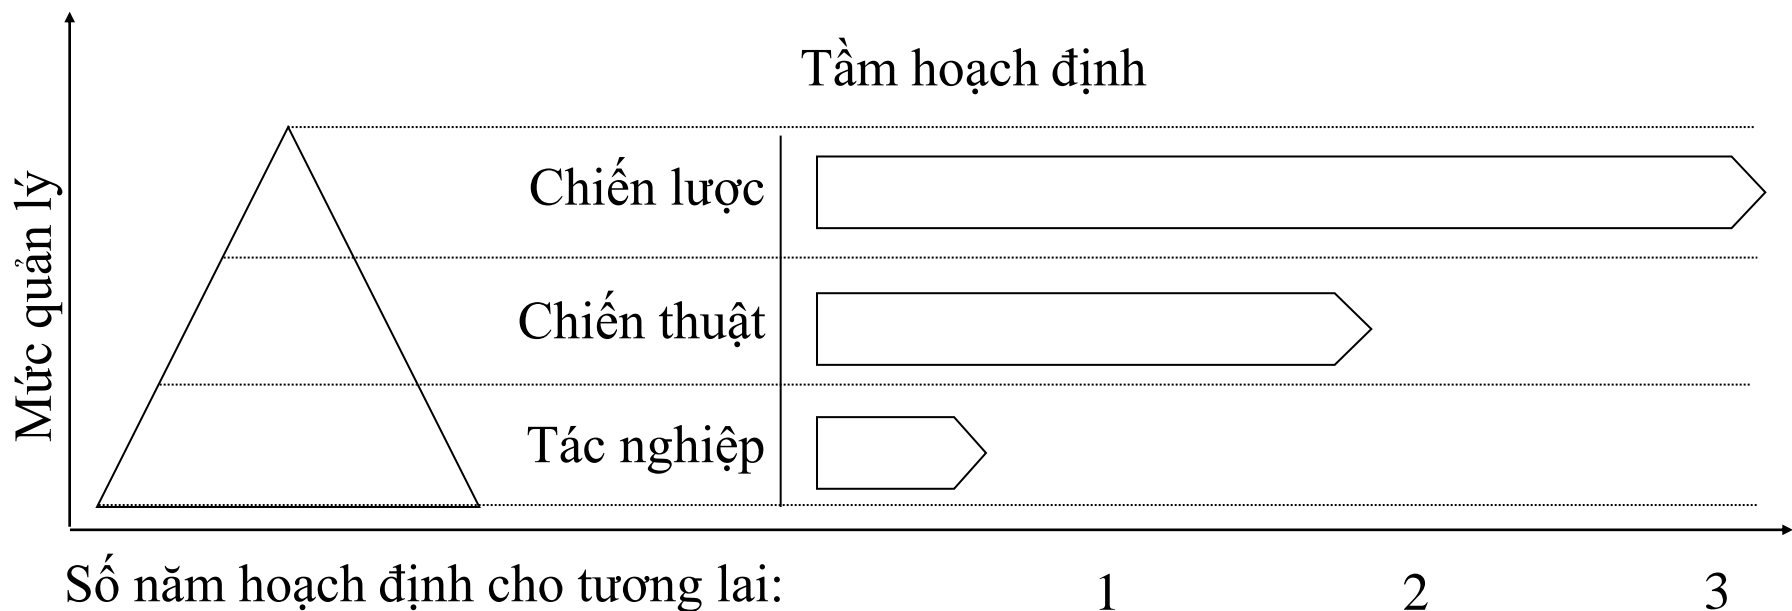 Tầm hoạch định
Mức quản lý
Chiến lược
Chiến thuật
Tác nghiệp
Số năm hoạch định cho tương lai: 1 2 3